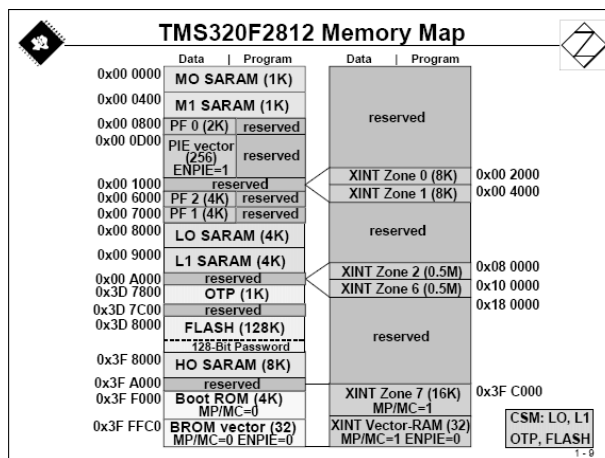 TMS320F2812 Memory Map
Data | Program
Data | Program
0x00 0000
MO SARAM (1K)
0x00 0400
M1 SARAM (1K)
reserved
0x00 0800
PF 0 (2K) reserved
0x00 0D00
PIE vector
(256)
ENPIE=1
reserved
XINT Zone 0 (8K) 0x00 2000
0x00 1000
reserved
XINT Zone 1 (8K) 0x00 4000
0x00 6000
PF 2 (4K) reserved
0x00 7000
PF 1 (4K) reserved
0x00 8000
LO SARAM (4K)
reserved
0x00 9000
L1 SARAM (4K)
XINT Zone 2 (0.5M) 0x08 0000
0x00 A000
reserved
XINT Zone 6 (0.5M) 0x10 0000
0x3D 7800
OTP (1K)
0x18 0000
0x3D 7C00
reserved
0x3D 8000
FLASH (128K)
reserved
128-Bit Password
0x3F 8000
HO SARAM (8K)
0x3F A000
reserved
0x3F F000
Boot ROM (4K)
MP/MC=0
XINT Zone 7 (16K) 0x3F C000
MP/MC=1
0x3F FFC0
BROM vector (32)
MP/MC=0 ENPIE=0
XINT Vector-RAM (32)
MP/MC=1 ENPIE=0
CSM: LO, L1
OTP, FLASH
1 - 9